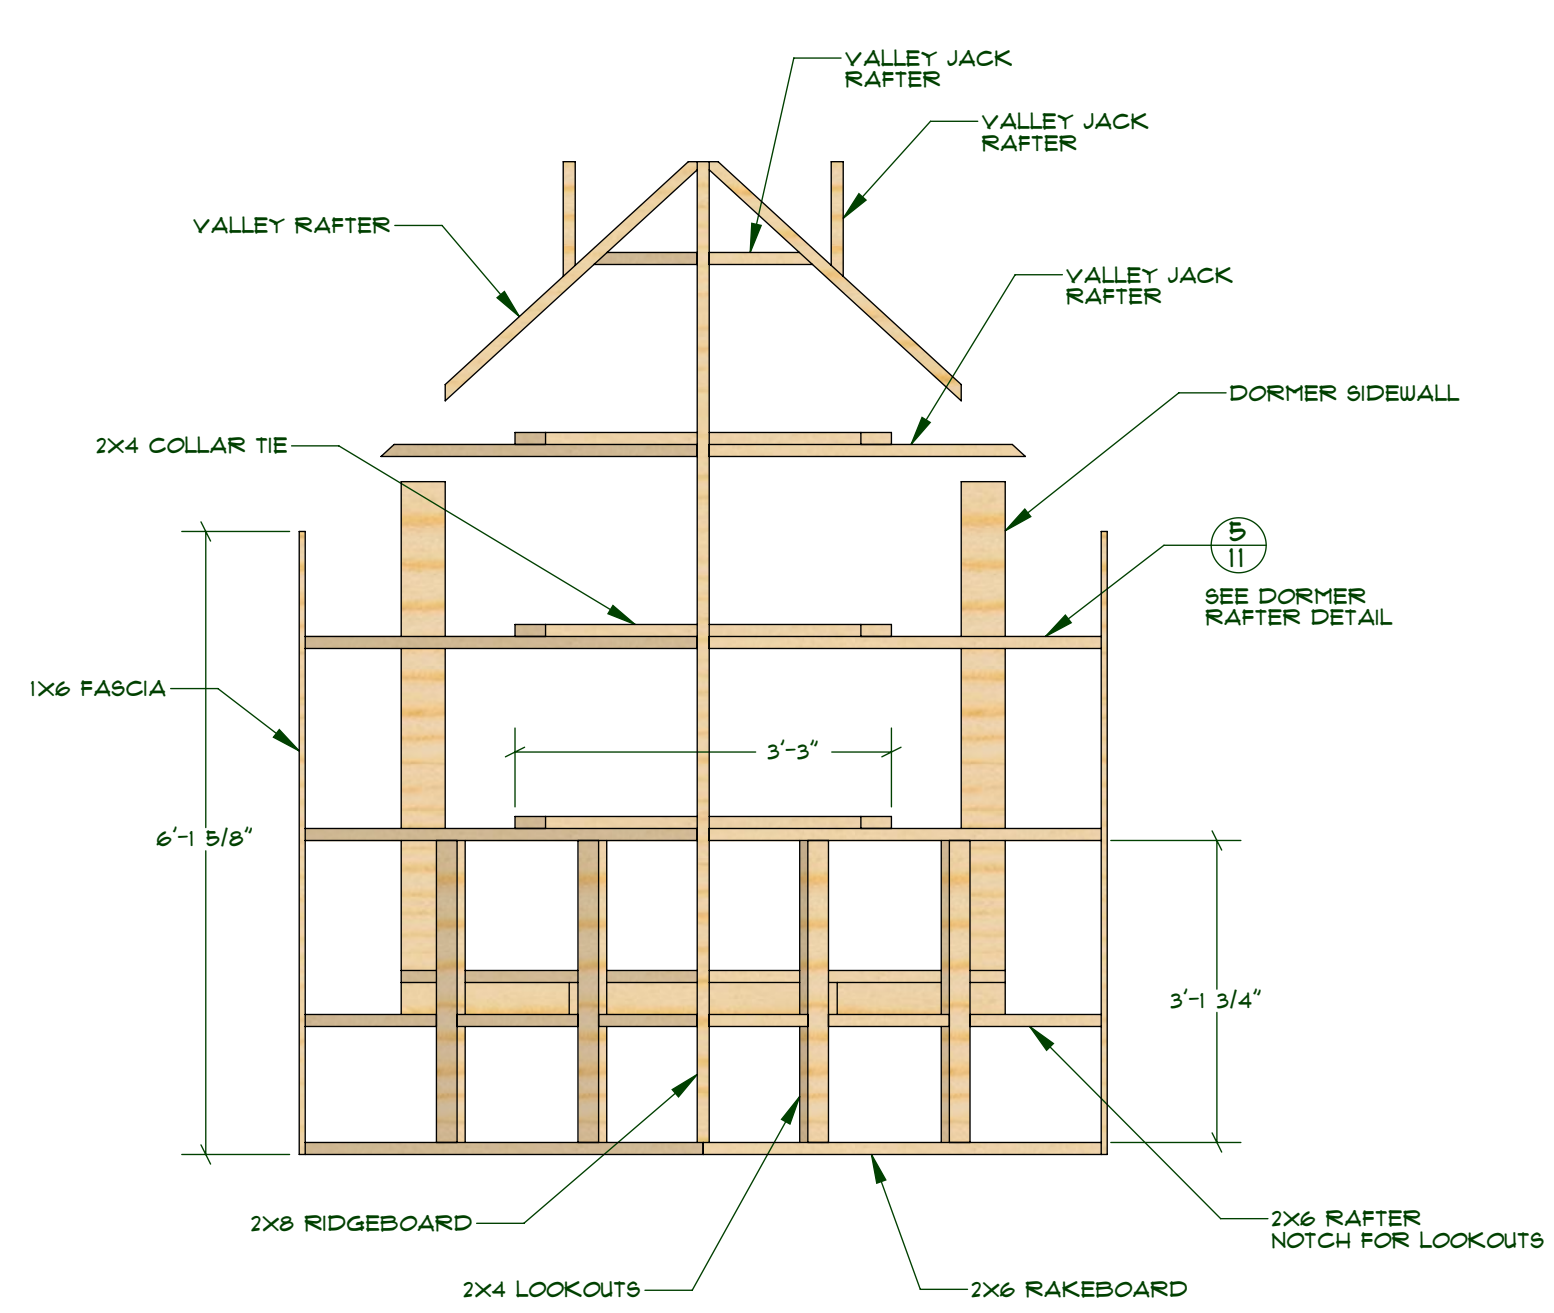 VALLEY JACK
RAFTER
VALLEY JACK
RAFTER
VALLEY RAFTER
VALLEY JACK
RAFTER
DORMER SIDEWALL
2X4 COLLAR TIE
5
11
SEE DORMER
RAFTER DETAIL
1X6 FASCIA
3'-3"
6'-1 5/8"
3'-1 3/4"
2X8 RIDGEBOARD
2X6 RAFTER
NOTCH FOR LOOKOUTS
2X4 LOOKOUTS
2X6 RAKEBOARD